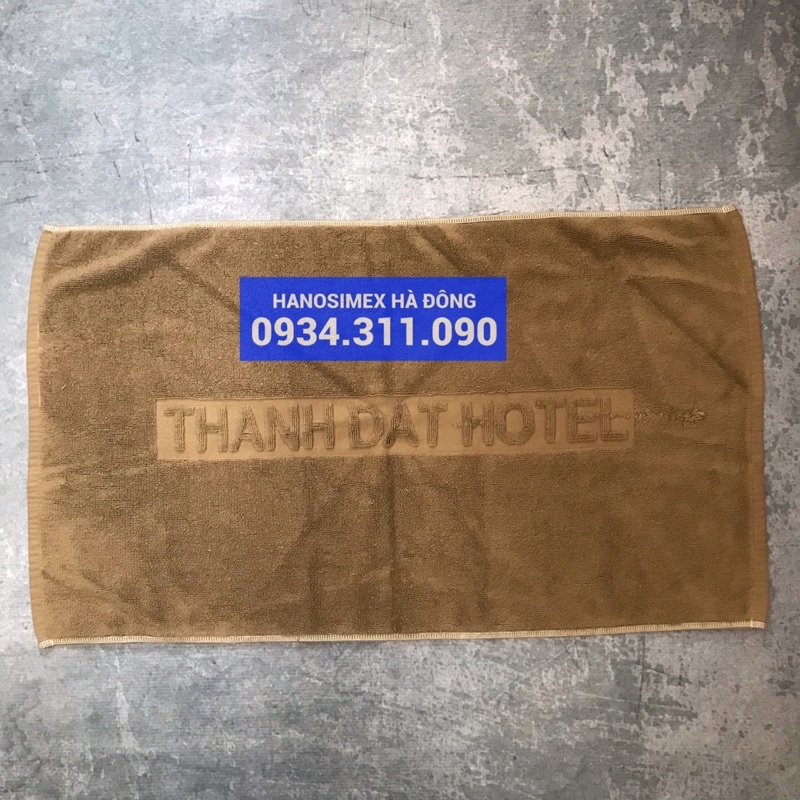 HANOSIMEX HÀ ĐÔNG
0934.311.090
THANH DAT HOTEL